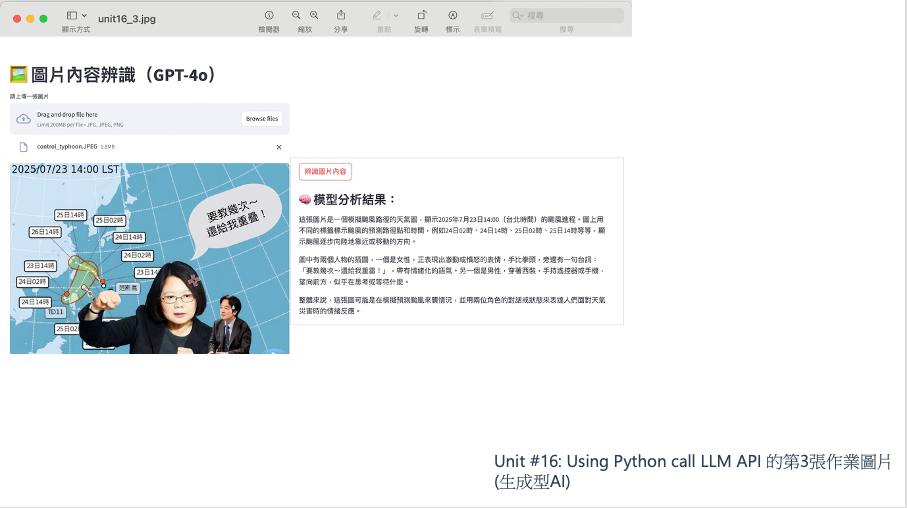 unit16_3.jpg
顯示方式
檢閱器
縮放
分享
重點
旋轉
標示
表單填寫
搜尋
搜尋
圖片內容辨識（GPT-4o）
請上傳一張圖片
Drag and drop file here
Limit 200MB per file • JPG, JPEG, PNG
Browse files
control_typhoon.JPEG 1.8MB
2025/07/23 14:00 LST
要教幾次～
還給我重疊！
25日14時
25日02時
26日14時
24日14時
24日02時
23日14時
23日14
24日02時
24日14時
TD11
25日02
辨識圖片內容
模型分析結果：
這張圖片是一個模擬颱風路徑的天氣圖，顯示2025年7月23日14:00（台北時間）的颱風進程。圖上用
不同的標籤標示颱風的預測路徑點和時間，例如24日02時、24日14時、25日02時、25日14時等等，顯
示颱風逐步向陸地靠近或移動的方向。
圖中有兩個人物的插圖，一個是女性，正表現出激動或憤怒的表情，手比拳頭，旁邊有一句台詞：
「要教幾次～還給我重富！」，帶有情緒化的語氣。另一個是男性，穿著西裝，手持遙控器或手機，
望向前方，似乎在思考或等待什麼。
整體來說，這張圖可能是在模擬預測颱風來襲情況，並用兩位角色的對話或狀態來表達人們面對天氣
災害時的情緒反應。
Unit #16: Using Python call LLM API 的第3張作業圖片
(生成型AI)